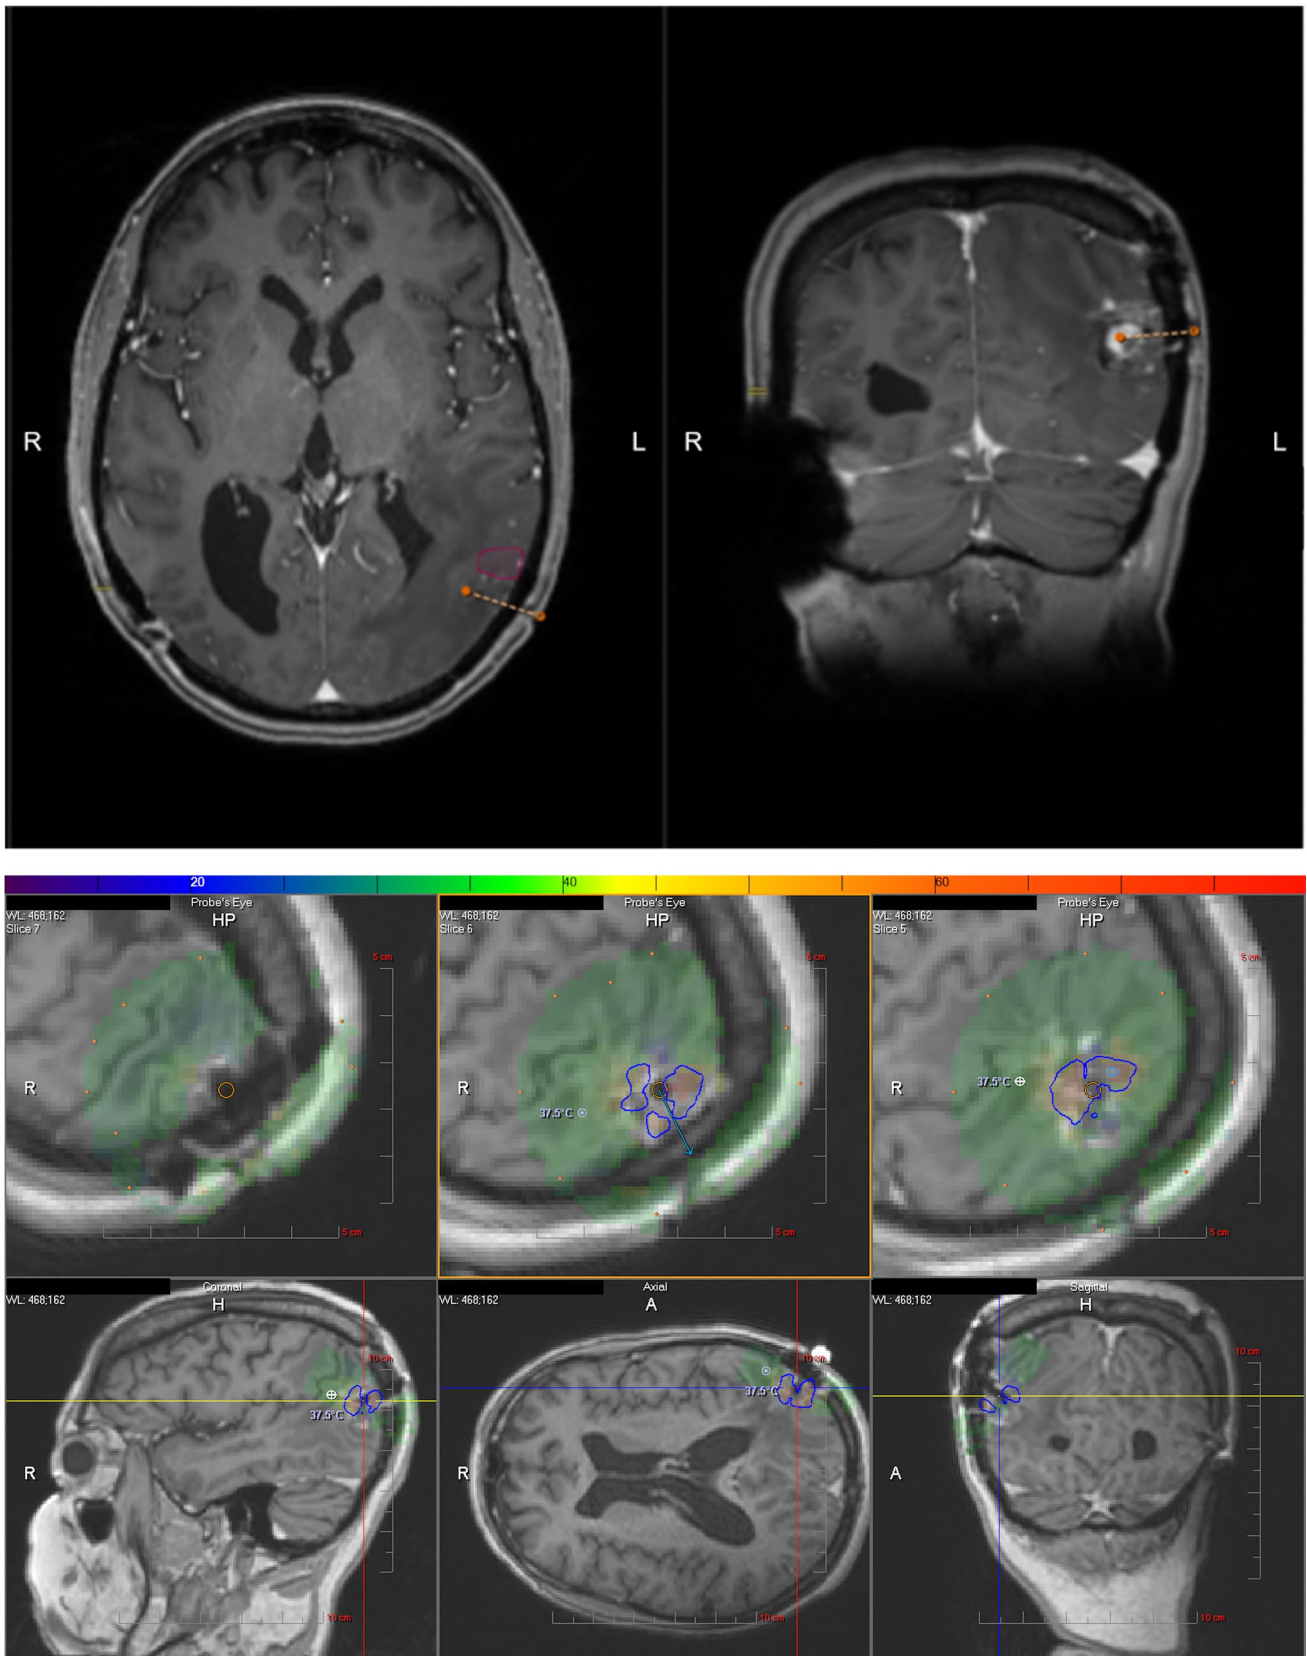 R
L
R
L
20
40
60
Probe's Eye
HP
WL: 468;162
Slice 7
5 cm
R
5 cm
Probe's Eye
HP
WL: 468;162
Slice 6
5 cm
R
37.5°C
5 cm
Probe's Eye
HP
WL: 468;162
Slice 5
5 cm
R
37.5°C
5 cm
Coronal
H
WL: 468;162
10 cm
37.5°C
R
10 cm
Axial
A
WL: 468;162
10 cm
37.5°C
R
10 cm
Sagittal
H
WL: 468;162
10 cm
A
10 cm